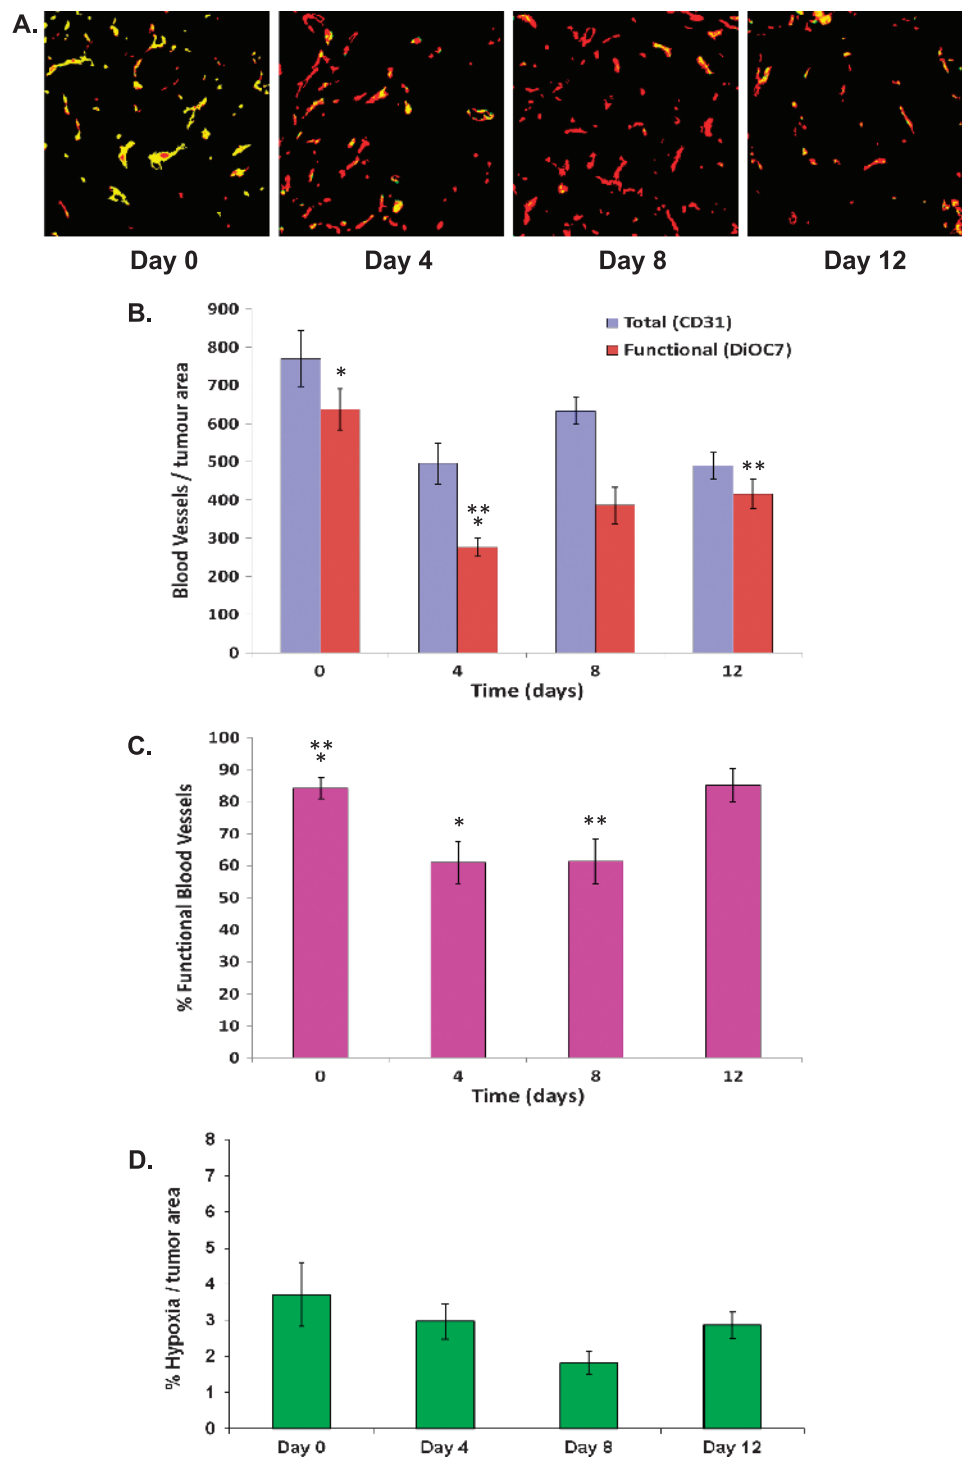 A.
Day 0 Day 4 Day 8 Day 12
B.
900
800
700
600
500
400
300
200
100
0
Blood Vessels / tumour area
Total (CD31)
Functional (DiOC7)
*
**
*
**
0 4 8 12
Time (days)
C.
100
90
80
70
60
50
40
30
20
10
0
% Functional Blood Vessels
**
*
*
**
0 4 8 12
Time (days)
D.
8
7
6
5
4
3
2
1
0
% Hypoxia / tumor area
Day 0 Day 4 Day 8 Day 12